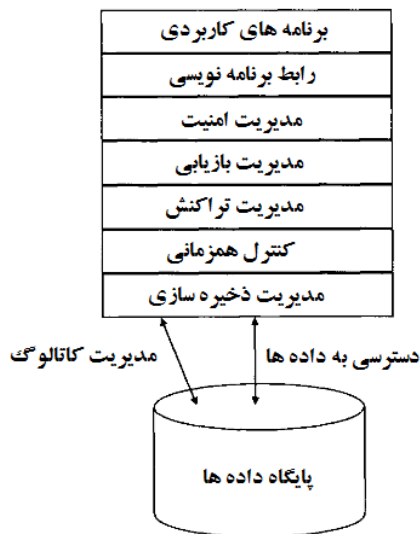 برنامه های کاربردی
رابط برنامه نویسی
مدیریت امنیت
مدیریت بازیابی
مدیریت تراکنش
کنترل همزمانی
مدیریت ذخیره سازی
دسترسی به داده ها
مدیریت کاتالوگ
پایگاه داده ها